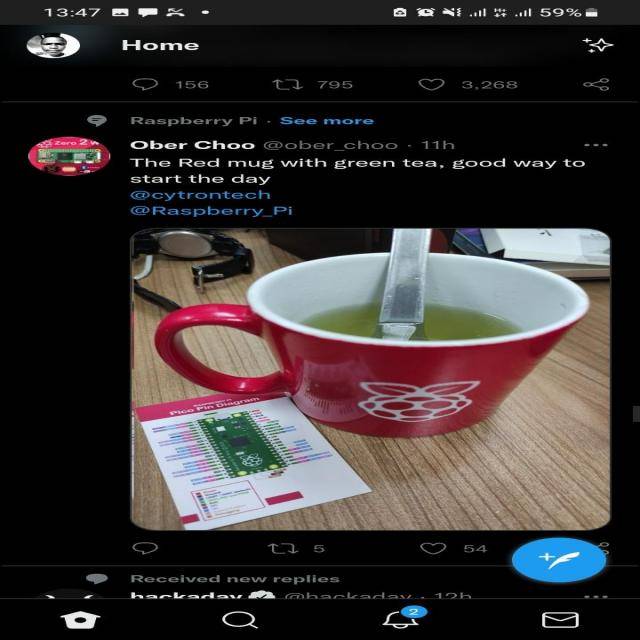 13:47
59%
Home
156 795 3,268
Raspberry Pi · See more
Ober Choo @ober_choo · 11h
The Red mug with green tea, good way to
start the day
@cytrontech
@Raspberry_Pi
Zero 2 W
Pico Pin Diagram
5 54
Received new replies
hackaday @hackaday · 12h
2